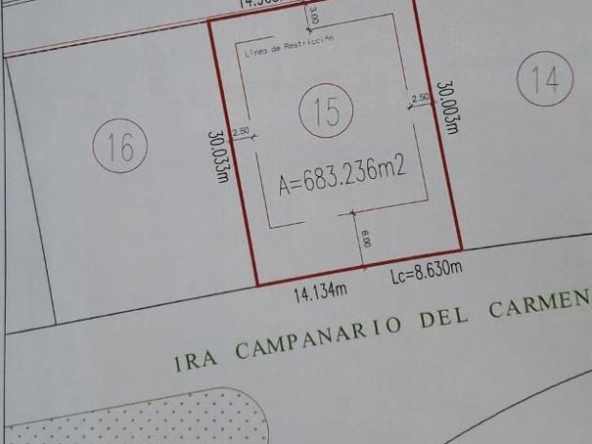 3.00
Línea de Restricción
2.50
30.003m
14
15
2.50
16
30.033m
A=683.236m2
6.00
Lc=8.630m
14.134m
1RA CAMPANARIO DEL CARMEN